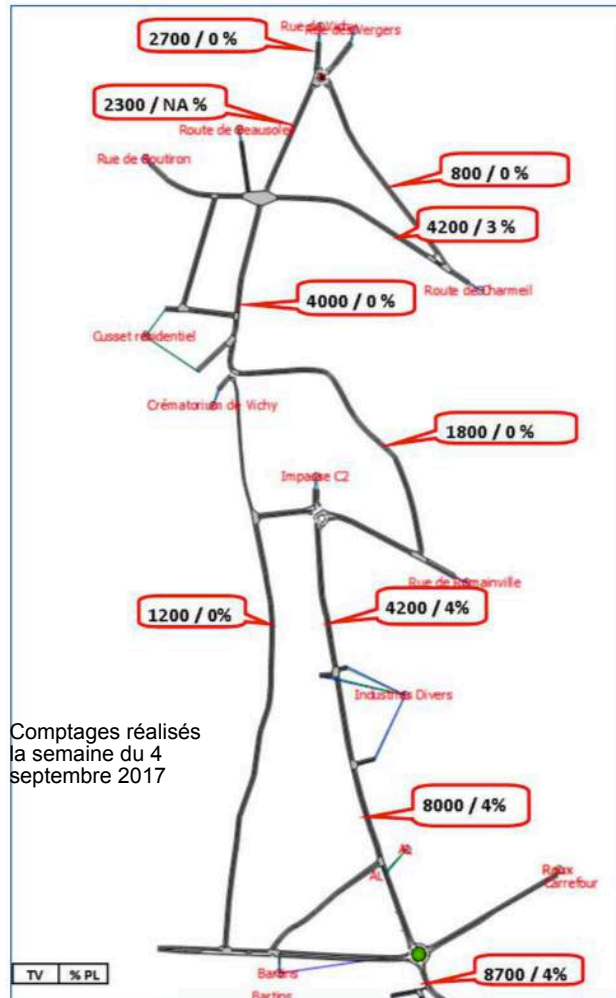 Rue de Vichy
Rue des Vergers
2700 / 0 %
2300 / NA %
Route de Beausoleil
Rue de Goutiron
800 / 0 %
4200 / 3 %
Route de Charmeil
4000 / 0 %
Cusset résidentiel
Crématorium de Vichy
1800 / 0 %
Impasse C2
Rue de Romainville
1200 / 0%
4200 / 4%
Industries Divers
Comptages réalisés
la semaine du 4
septembre 2017
8000 / 4%
AL
AL
Roux
Carrefour
TV % PL
Bartins
Bartins
8700 / 4%